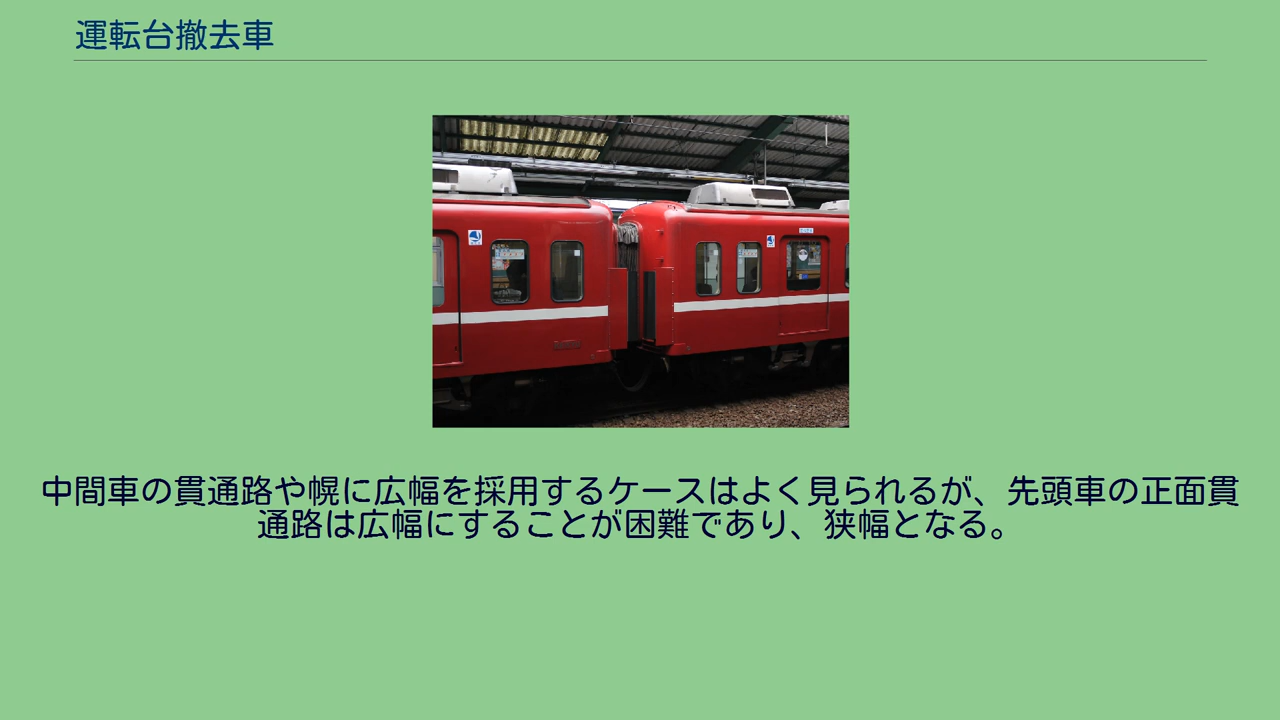 運転台撤去車
中間車の貫通路や幌に広幅を採用するケースはよく見られるが、先頭車の正面貫
通路は広幅にすることが困難であり、狭幅となる。